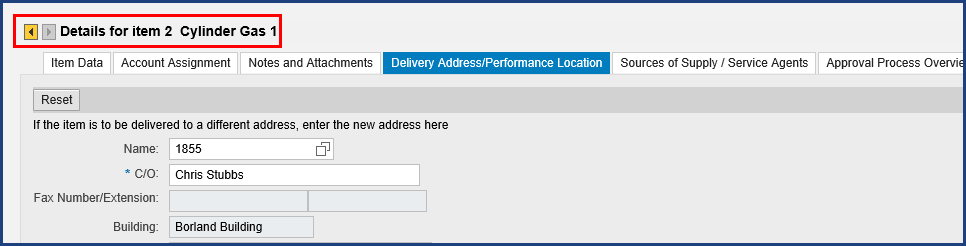 Details for item 2 Cylinder Gas 1
Item Data Account Assignment Notes and Attachments Delivery Address/Performance Location Sources of Supply / Service Agents Approval Process Overvie
Reset
If the item is to be delivered to a different address, enter the new address here
Name: 1855
* C/O: Chris Stubbs
Fax Number/Extension:
Building: Borland Building